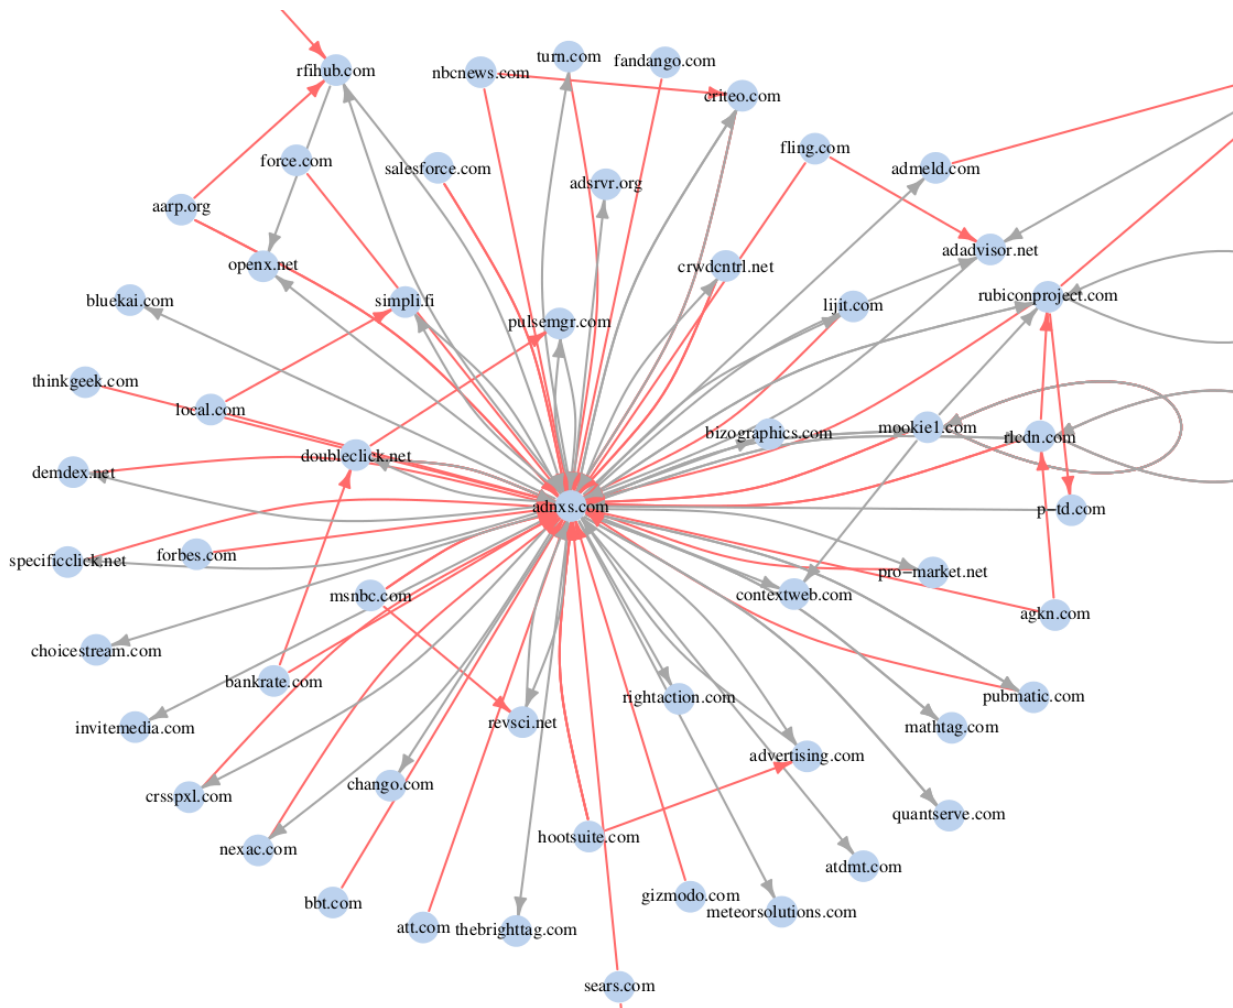 turn.com
fandango.com
rfihub.com
nbcnews.com
criteo.com
fling.com
force.com
salesforce.com
admeld.com
adsrvr.org
aarp.org
adadvisor.net
openx.net
crwdcntrl.net
bluekai.com
simpli.fi
lijit.com
rubiconproject.com
pulsemgr.com
thinkgeek.com
local.com
mookie1.com
bizographics.com
rlcdn.com
doubleclick.net
demdex.net
adnxs.com
p-td.com
forbes.com
specificclick.net
pro-market.net
msnbc.com
contextweb.com
agkn.com
choicestream.com
bankrate.com
rightaction.com
pubmatic.com
invitemedia.com
revsci.net
mathtag.com
advertising.com
chango.com
crsspxl.com
quantserve.com
hootsuite.com
nexac.com
atdmt.com
gizmodo.com
bbt.com
meteorsolutions.com
att.com
thebrighttag.com
sears.com